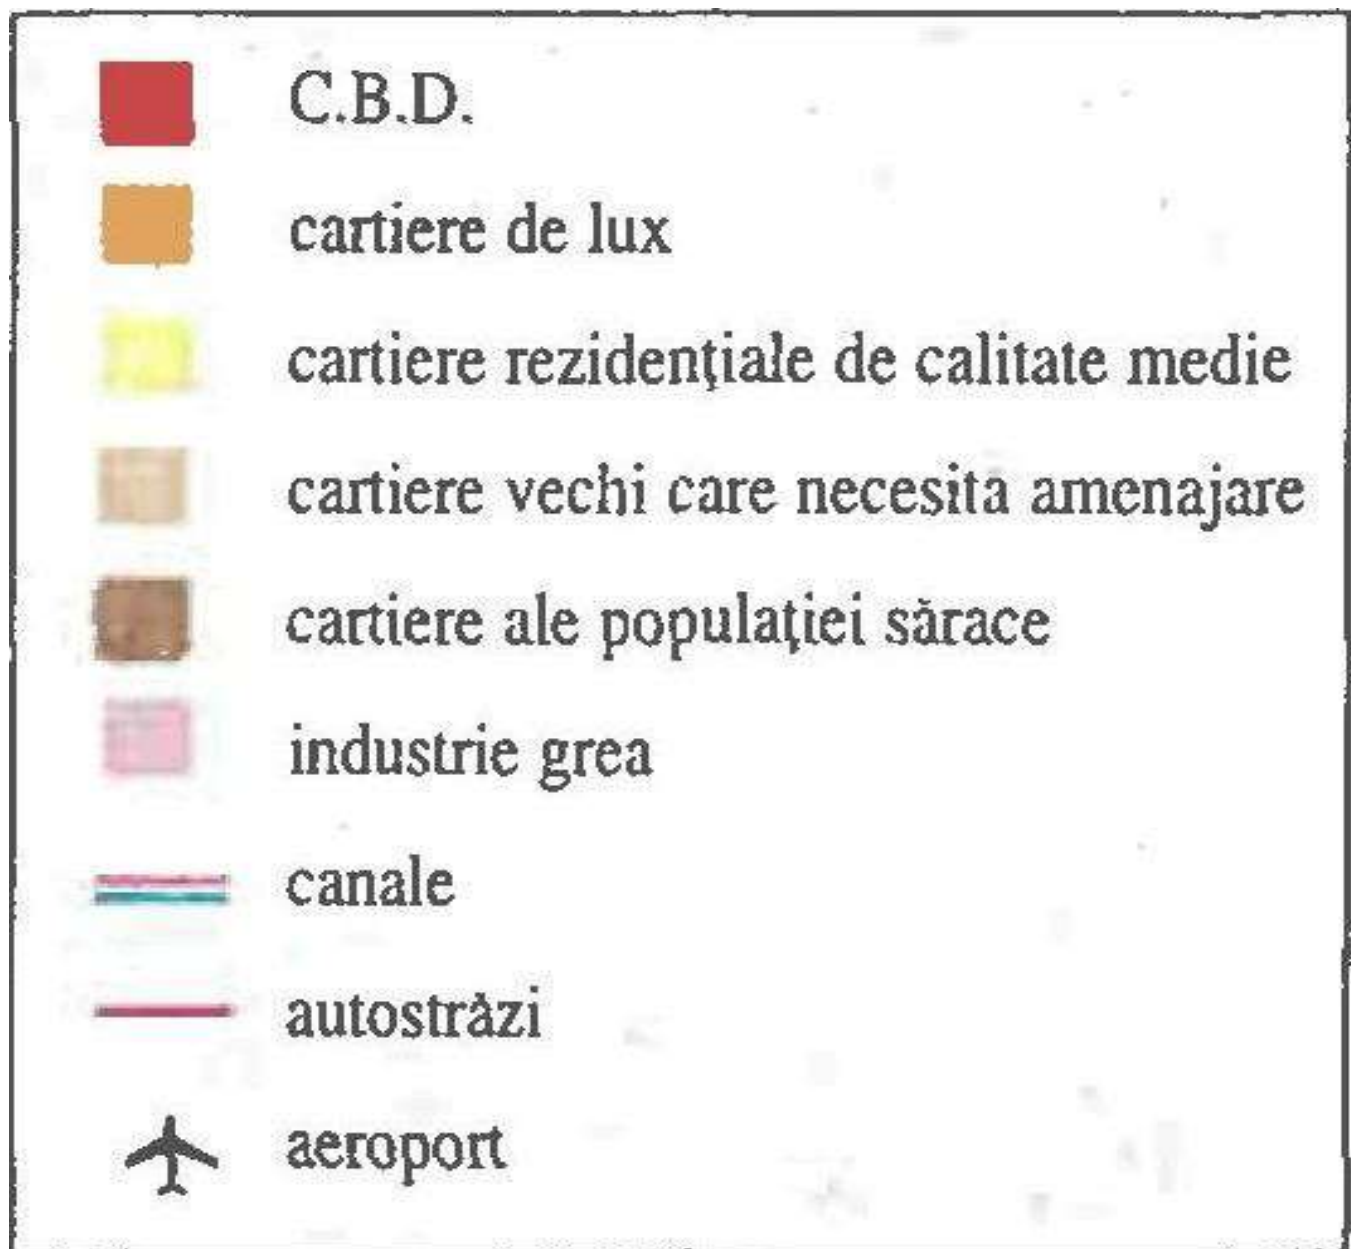 C.B.D.
cartiere de lux
cartiere rezidenţiale de calitate medie
cartiere vechi care necesita amenajare
cartiere ale populaţiei sărace
industrie grea
canale
autostrăzi
aeroport